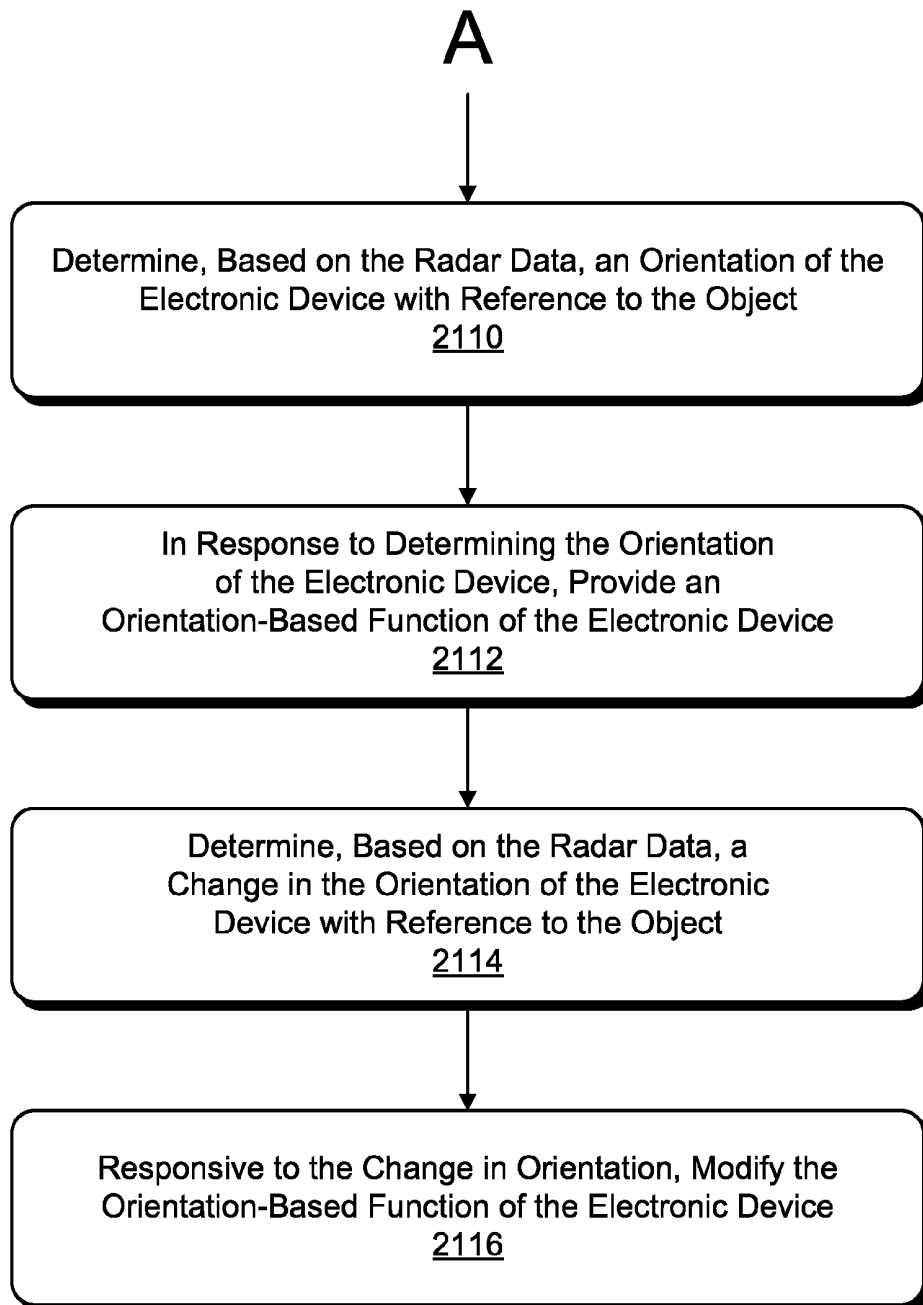 A
Determine, Based on the Radar Data, an Orientation of the
Electronic Device with Reference to the Object
2110
In Response to Determining the Orientation
of the Electronic Device, Provide an
Orientation-Based Function of the Electronic Device
2112
Determine, Based on the Radar Data, a
Change in the Orientation of the Electronic
Device with Reference to the Object
2114
Responsive to the Change in Orientation, Modify the
Orientation-Based Function of the Electronic Device
2116